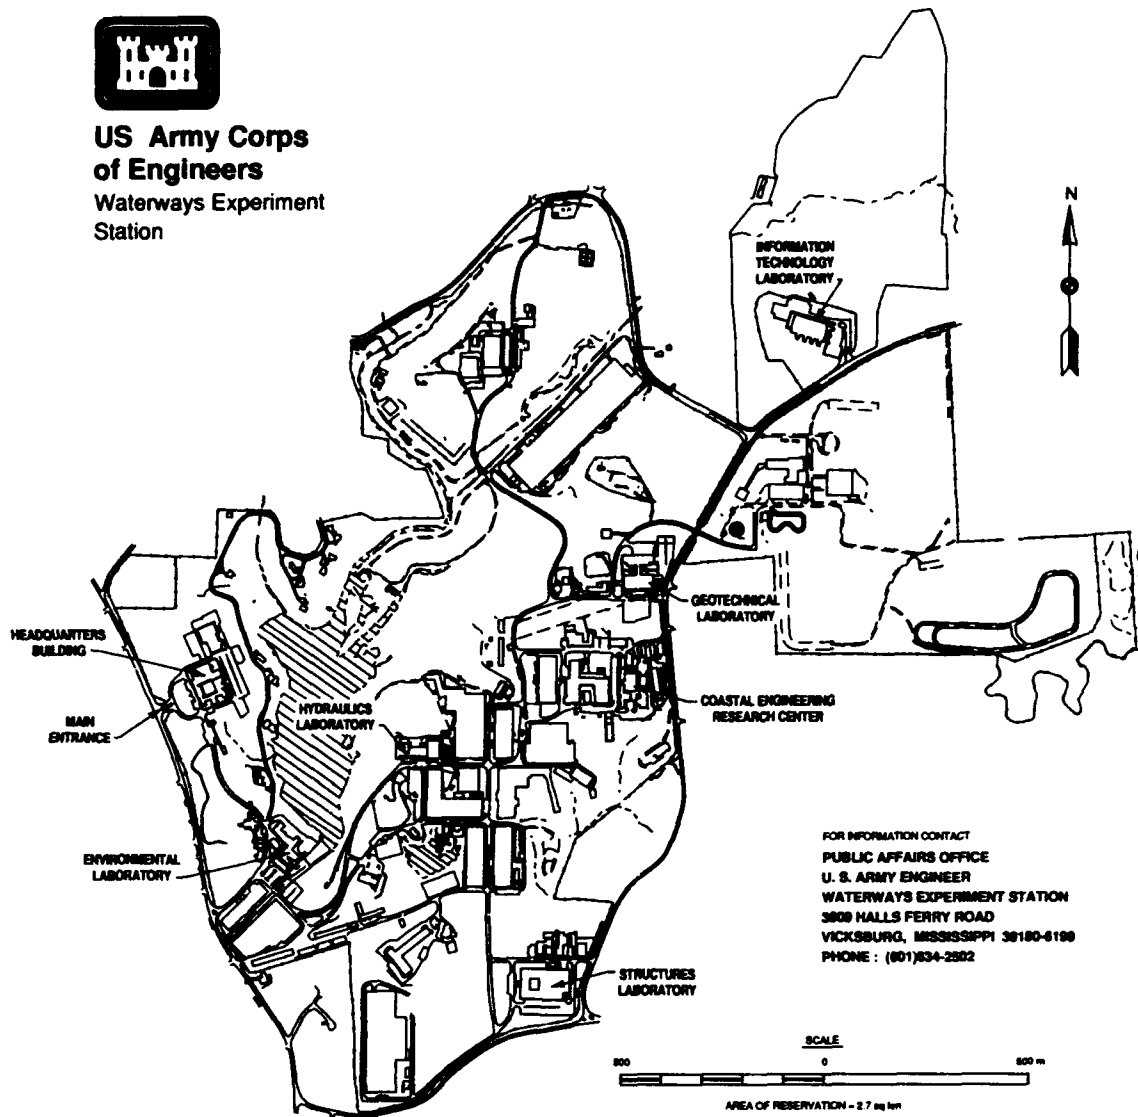 US Army Corps
of Engineers
Waterways Experiment
Station
N
INFORMATION
TECHNOLOGY
LABORATORY
GEOTECHNICAL
LABORATORY
HEADQUARTERS
BUILDING
MAIN
ENTRANCE
HYDRAULICS
LABORATORY
COASTAL ENGINEERING
RESEARCH CENTER
ENVIRONMENTAL
LABORATORY
STRUCTURES
LABORATORY
FOR INFORMATION CONTACT
PUBLIC AFFAIRS OFFICE
U. S. ARMY ENGINEER
WATERWAYS EXPERIMENT STATION
3909 HALLS FERRY ROAD
VICKSBURG, MISSISSIPPI 39180-6199
PHONE : (601)634-2502
SCALE
500 0 500 m
AREA OF RESERVATION - 2.7 sq km